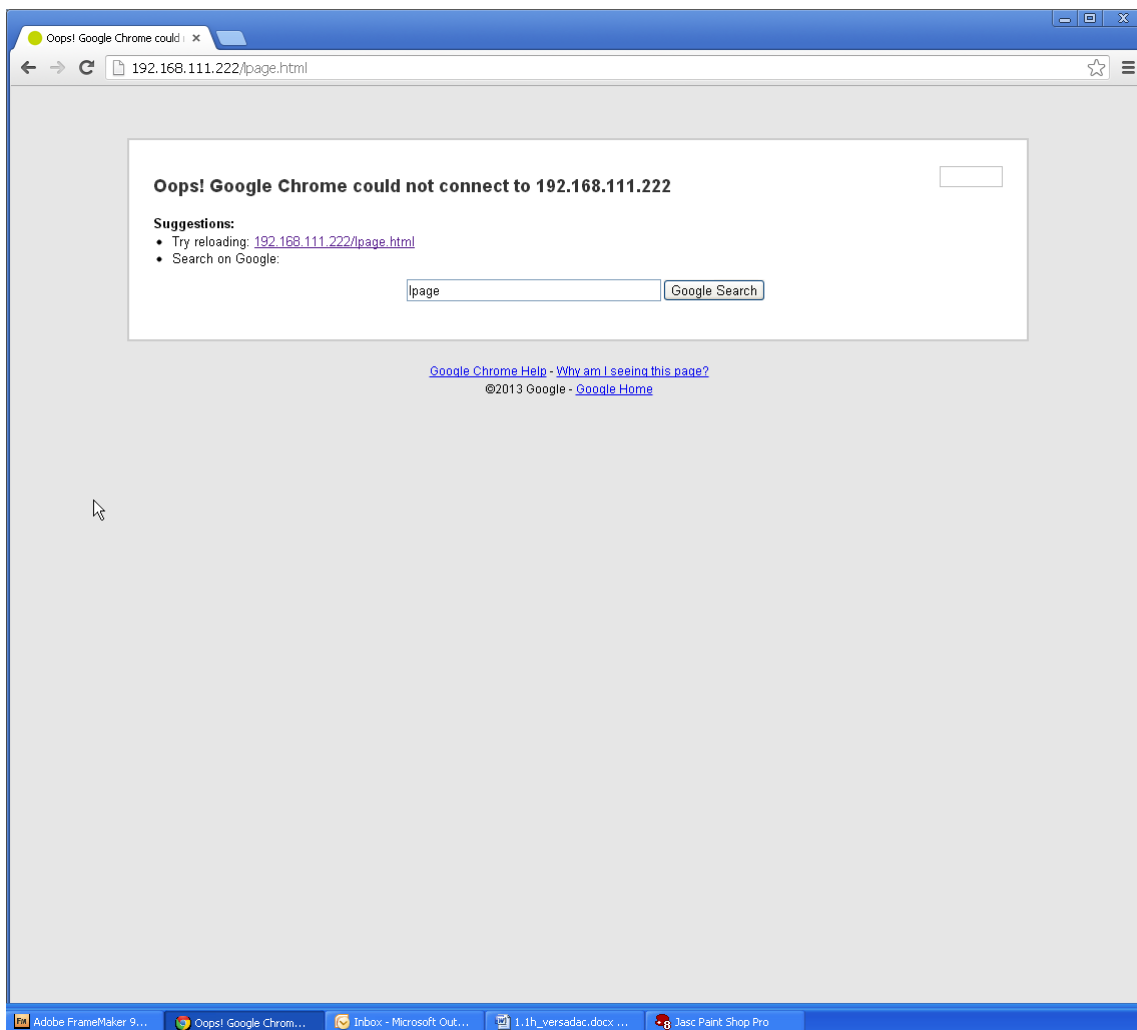 Oops! Google Chrome could
192.168.111.222/lpage.html
Oops! Google Chrome could not connect to 192.168.111.222
Suggestions:
• Try reloading: 192.168.111.222/lpage.html
• Search on Google:
lpage Google Search
Google Chrome Help - Why am I seeing this page?
©2013 Google - Google Home
FM Adobe FrameMaker 9... Oops! Google Chrom... Inbox - Microsoft Out... 1.1h_versadac.docx ... 8 Jasc Paint Shop Pro